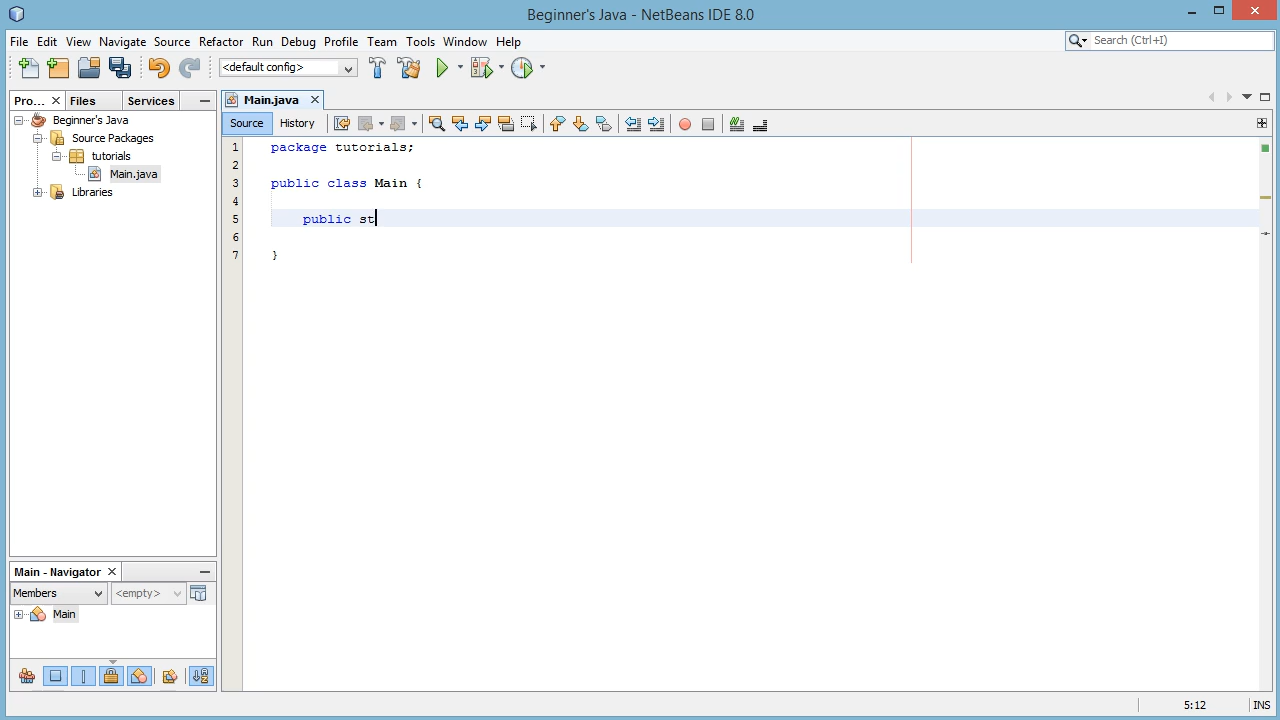 Beginner's Java - NetBeans IDE 8.0
File Edit View Navigate Source Refactor Run Debug Profile Team Tools Window Help
Search (Ctrl+I)
<default config>
Pro... Files Services
Main.java
Source History
Beginner's Java
Source Packages
tutorials
Main.java
Libraries
1 package tutorials;
2
3 public class Main {
4
5 public st
6
7 }
Main - Navigator
Members <empty>
Main
5:12 INS